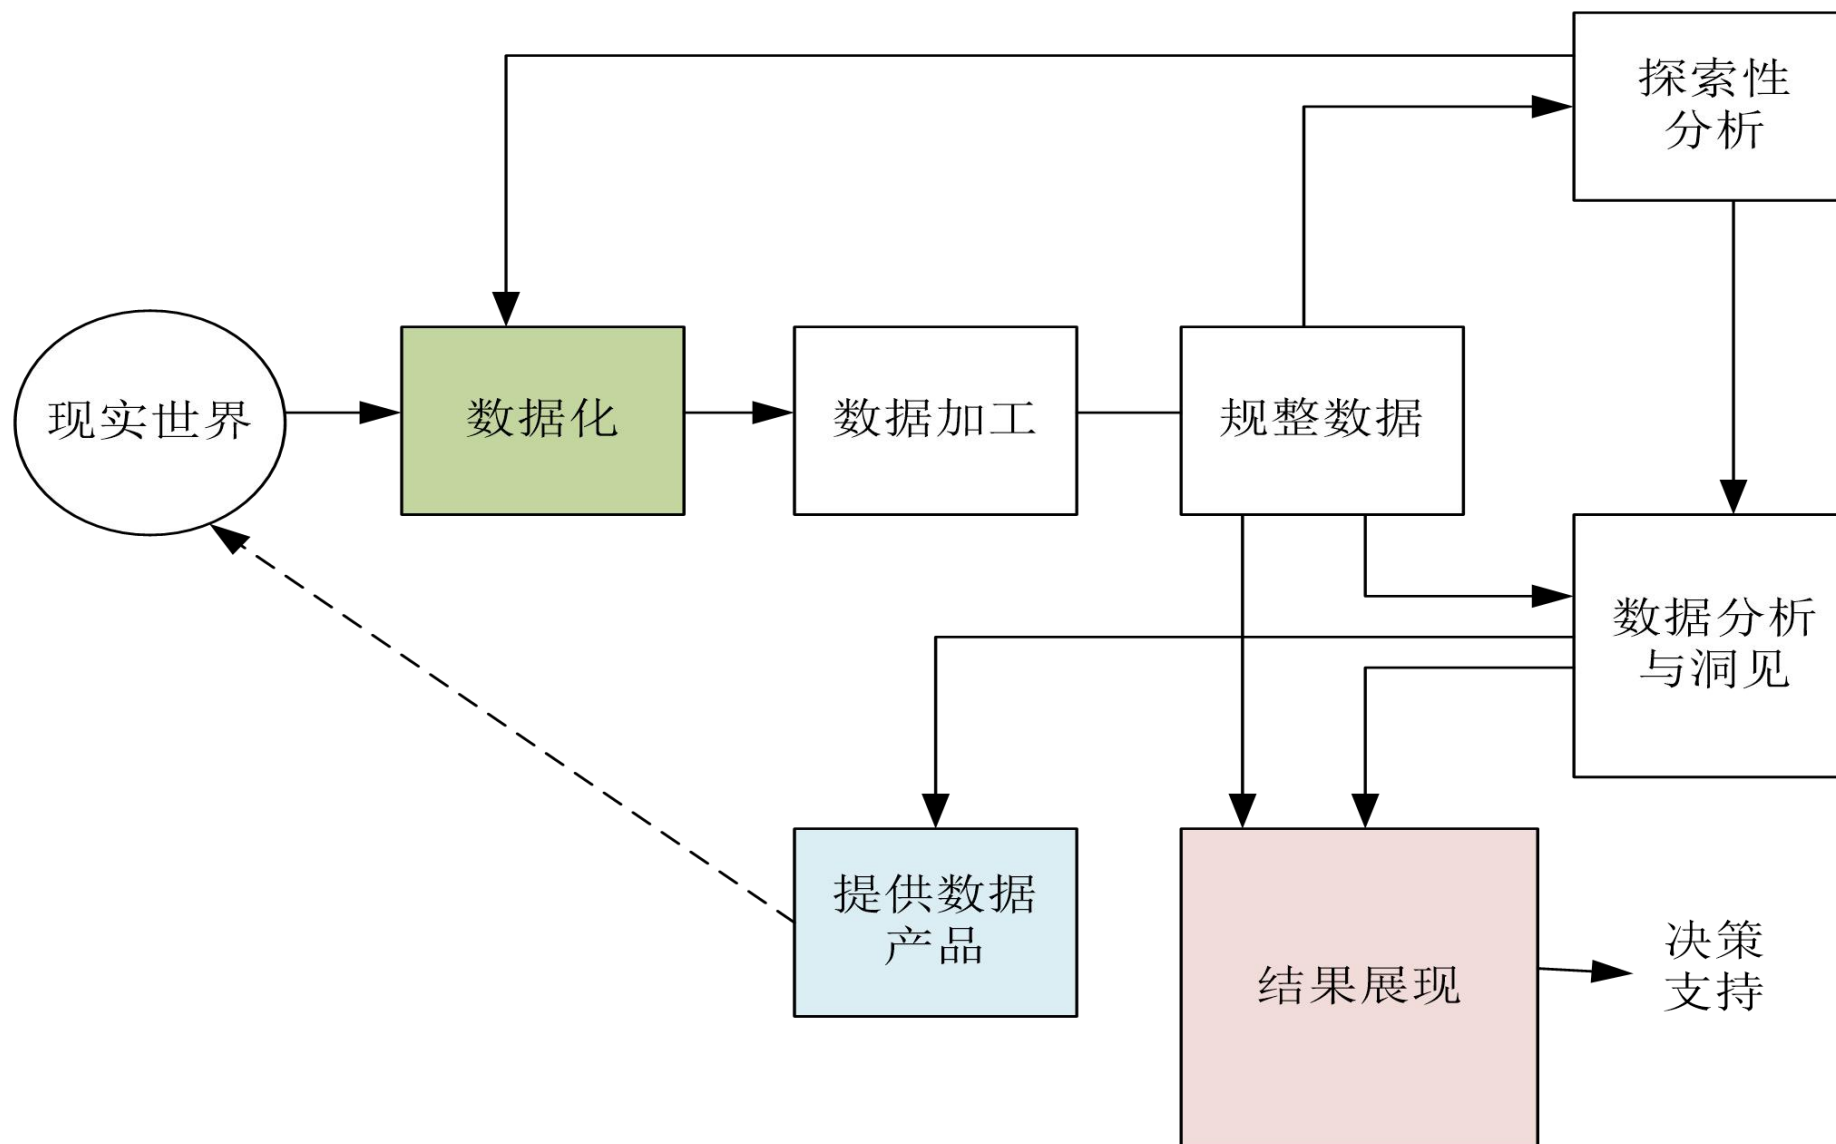 探索性
分析
现实世界
数据化
数据加工
规整数据
数据分析
与洞见
提供数据
产品
结果展现
决策
支持